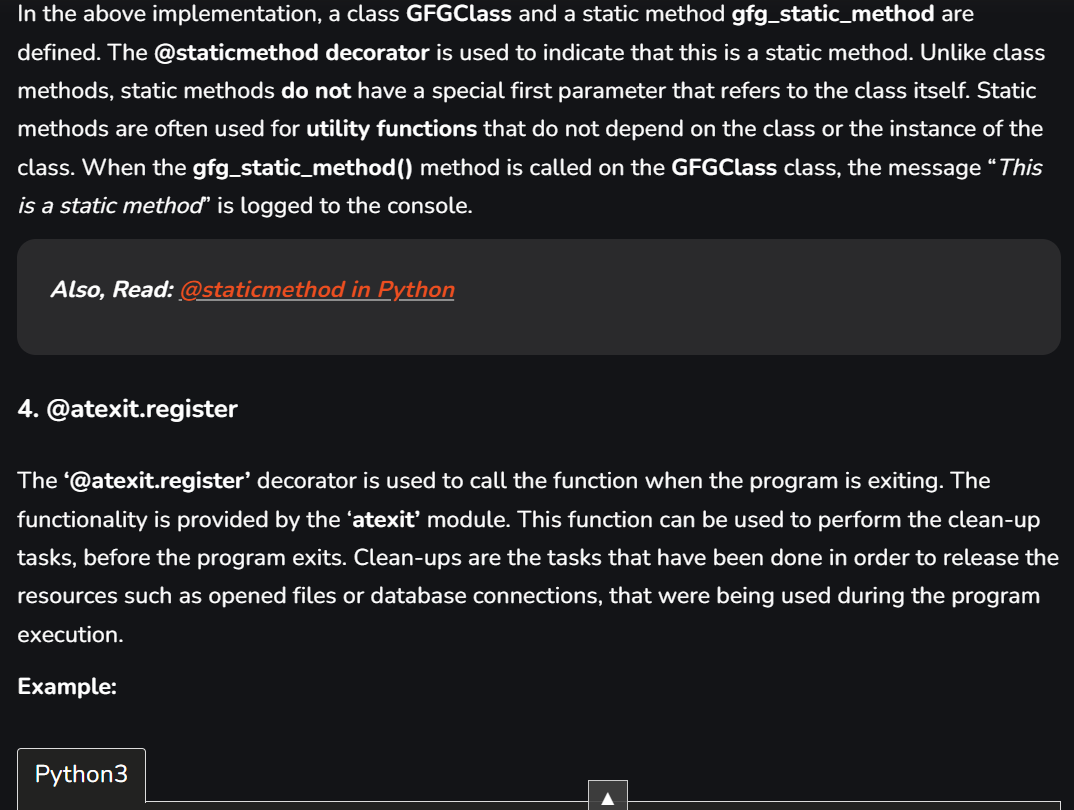 In the above implementation, a class GFGClass and a static method gfg_static_method are
defined. The @staticmethod decorator is used to indicate that this is a static method. Unlike class
methods, static methods do not have a special first parameter that refers to the class itself. Static
methods are often used for utility functions that do not depend on the class or the instance of the
class. When the gfg_static_method() method is called on the GFGClass class, the message “This
is a static method” is logged to the console.
Also, Read: @staticmethod in Python
4. @atexit.register
The ‘@atexit.register’ decorator is used to call the function when the program is exiting. The
functionality is provided by the ‘atexit’ module. This function can be used to perform the clean-up
tasks, before the program exits. Clean-ups are the tasks that have been done in order to release the
resources such as opened files or database connections, that were being used during the program
execution.
Example:
Python3